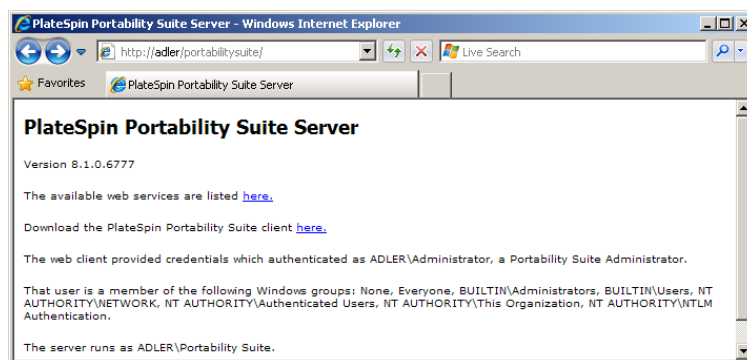 PlateSpin Portability Suite Server - Windows Internet Explorer
http://adler/portabilitysuite/
Live Search
Favorites
PlateSpin Portability Suite Server
PlateSpin Portability Suite Server
Version 8.1.0.6777
The available web services are listed here.
Download the PlateSpin Portability Suite client here.
The web client provided credentials which authenticated as ADLER\Administrator, a Portability Suite Administrator.
That user is a member of the following Windows groups: None, Everyone, BUILTIN\Administrators, BUILTIN\Users, NT
AUTHORITY\NETWORK, NT AUTHORITY\Authenticated Users, NT AUTHORITY\This Organization, NT AUTHORITY\NTLM
Authentication.
The server runs as ADLER\Portability Suite.